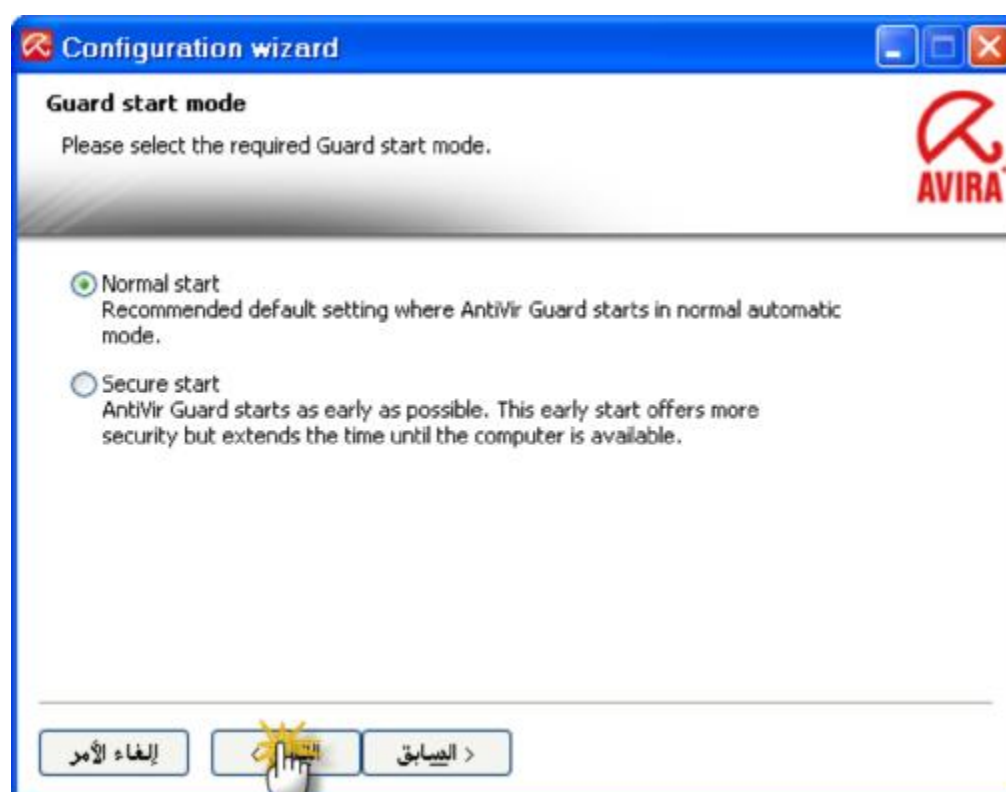 Configuration wizard
Guard start mode
Please select the required Guard start mode.
AVIRA
Normal start
Recommended default setting where AntiVir Guard starts in normal automatic
mode.
Secure start
AntiVir Guard starts as early as possible. This early start offers more
security but extends the time until the computer is available.
< السابق
إلغاء الأمر